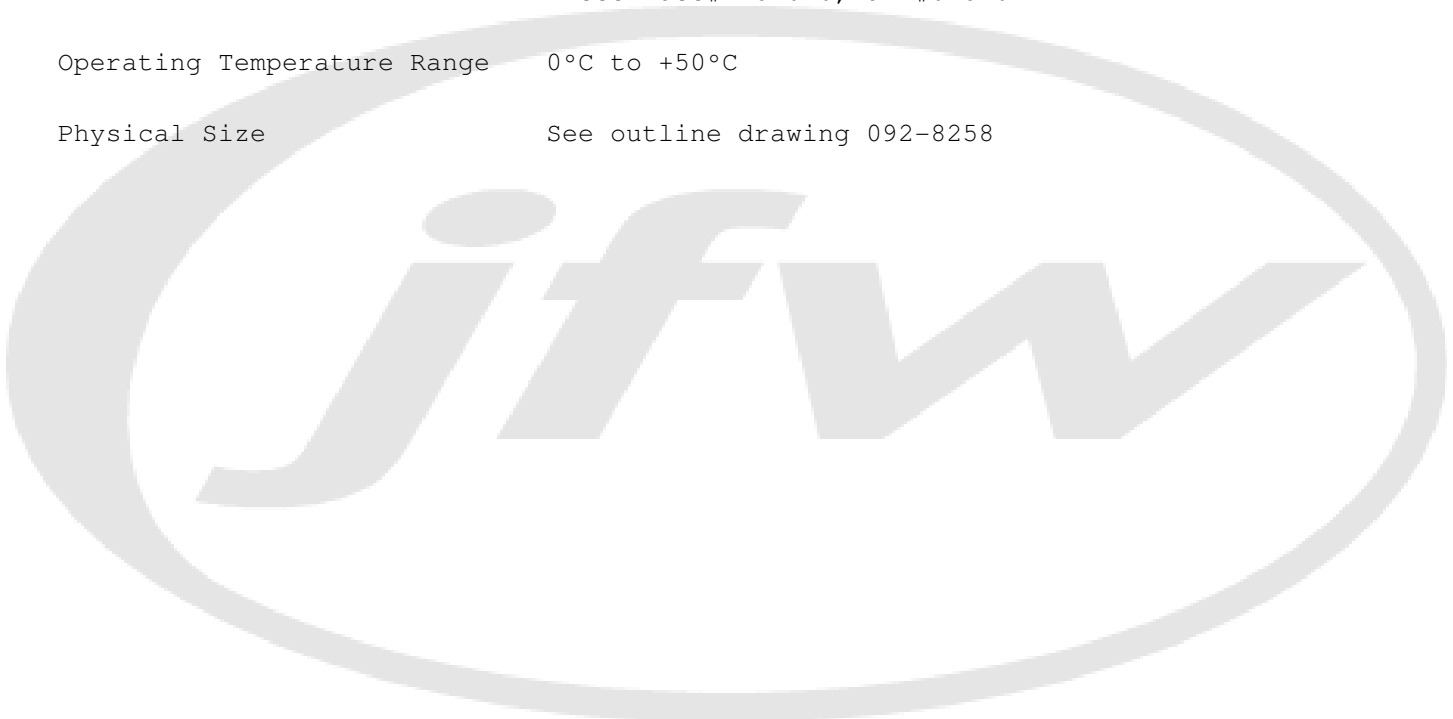 Operating Temperature Range 0°C to +50°C
Physical Size See outline drawing 092-8258
jfw